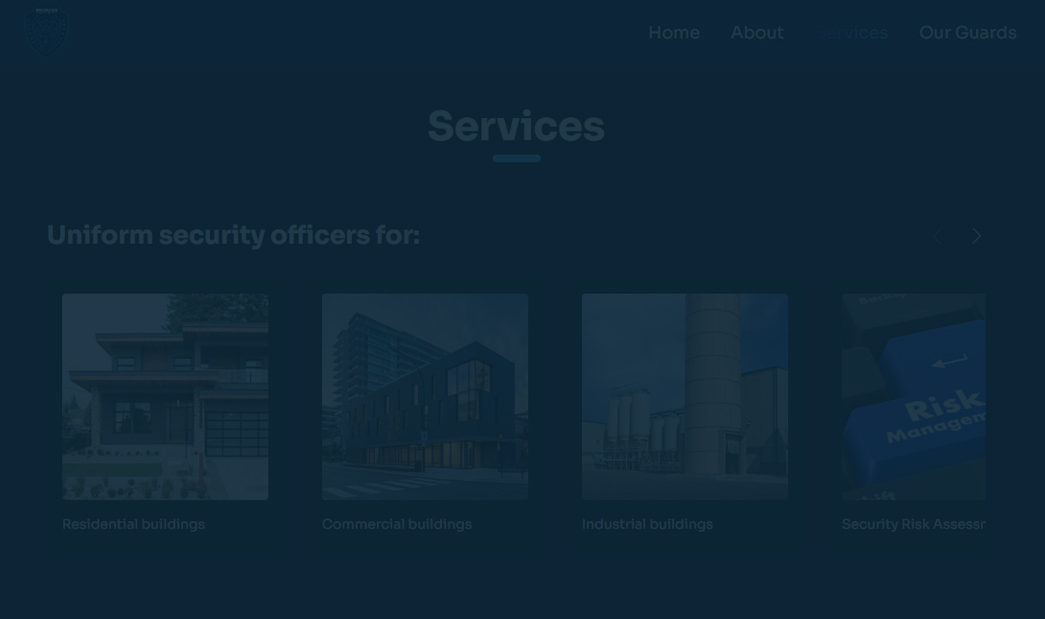 Home About Services Our Guards
Services
Uniform security officers for:
Risk
Residential buildings
Commercial buildings
Industrial buildings
Security Risk Assessr